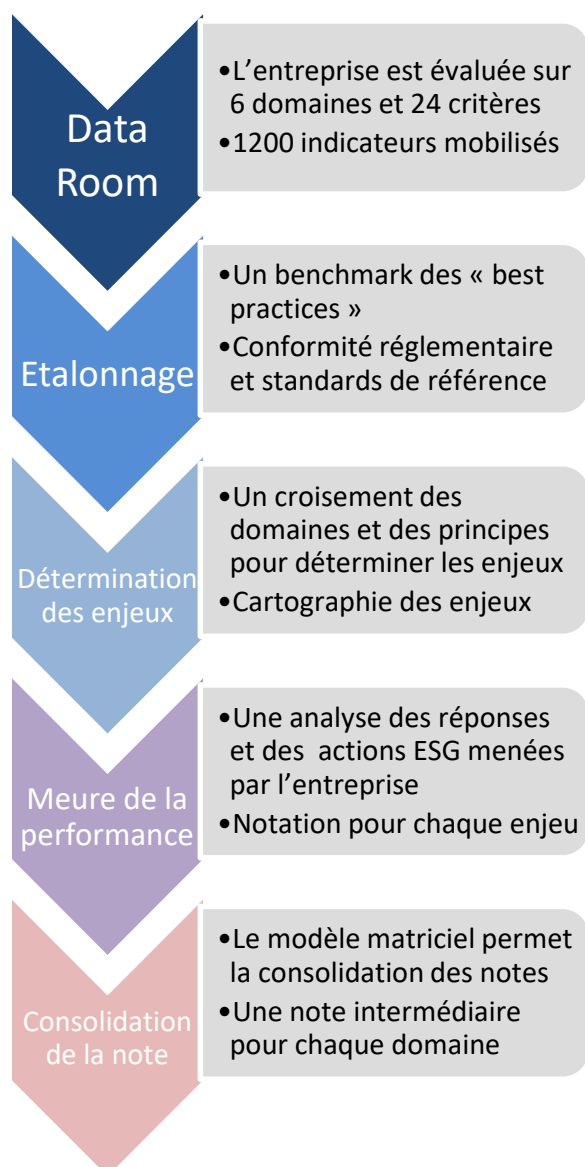 Data
Room
•L’entreprise est évaluée sur
6 domaines et 24 critères
•1200 indicateurs mobilisés
Etalonnage
•Un benchmark des « best
practices »
•Conformité réglementaire
et standards de référence
Détermination
des enjeux
•Un croisement des
domaines et des principes
pour déterminer les enjeux
•Cartographie des enjeux
Meure de la
performance
•Une analyse des réponses
et des  actions ESG menées
par l’entreprise
•Notation pour chaque enjeu
Consolidation
de la note
•Le modèle matriciel permet
la consolidation des notes
•Une note intermédiaire
pour chaque domaine